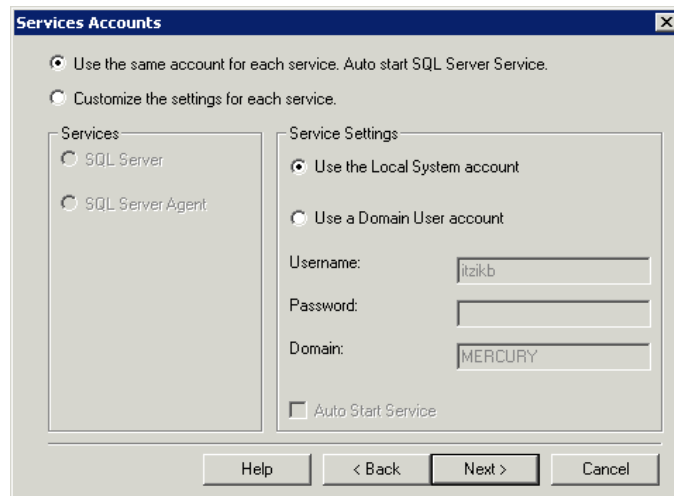 Services Accounts
Use the same account for each service. Auto start SQL Server Service.
Customize the settings for each service.
Services
SQL Server
SQL Server Agent
Service Settings
Use the Local System account
Use a Domain User account
Username:
itzikb
Password:
Domain:
MERCURY
Auto Start Service
Help
< Back
Next >
Cancel